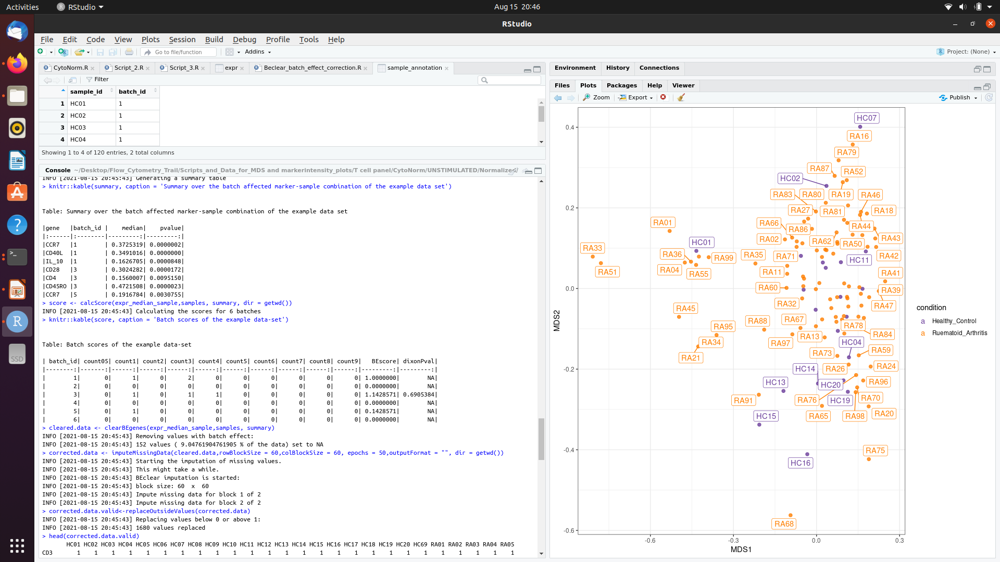 Activities
RStudio
Aug 15 20:46
RStudio
File Edit Code View Plots Session Build Debug Profile Tools Help
Go to file/function
Addins
Project: (None)
CytoNorm.R
Script_2.R
Script_3.R
expr
Beclear_batch_effect_correction.R
sample_annotation
Filter
sample_id batch_id
1 HC01 1
2 HC02 1
3 HC03 1
4 HC04 1
Showing 1 to 4 of 120 entries, 2 total columns
Console ~/Desktop/Flow_Cytometry_Trail/Scripts_and_Data_for_MDS and markerintensity_plots/T cell panel/CytoNorm/UNSTIMULATED/Normalized/
INFO [2021-08-15 20:45:43] Generating a summary table
> knitr::kable(summary, caption = 'Summary over the batch affected marker-sample combination of the example data set')
Table: Summary over the batch affected marker-sample combination of the example data set
|gene   |batch_id |    median|    pvalue|
|:------|:--------|---------:|---------:|
|CCR7   |1        | 0.3725319| 0.0000002|
|CD40L  |1        | 0.3491016| 0.0000000|
|IL_10  |1        | 0.1626705| 0.0000848|
|CD28   |3        | 0.3024282| 0.0000172|
|CD4    |3        | 0.1560007| 0.0095150|
|CD45RO |3        | 0.4721508| 0.0000023|
|CCR7   |5        | 0.1916784| 0.0030755|
> score <- calcScore(expr_median_sample,samples, summary, dir = getwd())
INFO [2021-08-15 20:45:43] Calculating the scores for 6 batches
> knitr::kable(score, caption = 'Batch scores of the example data-set')
Table: Batch scores of the example data-set
| batch_id| count05| count1| count2| count3| count4| count5| count6| count7| count8| count9|   BEscore| dixonPval|
|--------:|-------:|------:|------:|------:|------:|------:|------:|------:|------:|------:|---------:|---------:|
|        1|       0|      1|      0|      2|      0|      0|      0|      0|      0|      0| 1.0000000|        NA|
|        2|       0|      0|      0|      0|      0|      0|      0|      0|      0|      0| 0.0000000|        NA|
|        3|       0|      1|      0|      1|      1|      0|      0|      0|      0|      0| 1.1428571| 0.6905384|
|        4|       0|      0|      0|      0|      0|      0|      0|      0|      0|      0| 0.0000000|        NA|
|        5|       0|      1|      0|      0|      0|      0|      0|      0|      0|      0| 0.1428571|        NA|
|        6|       0|      0|      0|      0|      0|      0|      0|      0|      0|      0| 0.0000000|        NA|
> cleared.data <- clearBEgenes(expr_median_sample,samples, summary)
INFO [2021-08-15 20:45:43] Removing values with batch effect:
INFO [2021-08-15 20:45:43] 152 values ( 9.04761904761905 % of the data) set to NA
> corrected.data <- imputeMissingData(cleared.data,rowBlockSize = 60,colBlockSize = 60, epochs = 50,outputFormat = "", dir = getwd())
INFO [2021-08-15 20:45:43] Starting the imputation of missing values.
INFO [2021-08-15 20:45:43] This might take a while.
INFO [2021-08-15 20:45:43] BEclear imputation is started:
INFO [2021-08-15 20:45:43] block size: 60  x  60
INFO [2021-08-15 20:45:43] Impute missing data for block 1 of 2
INFO [2021-08-15 20:45:43] Impute missing data for block 2 of 2
> corrected.data.valid<-replaceOutsideValues(corrected.data)
INFO [2021-08-15 20:45:43] Replacing values below 0 or above 1:
INFO [2021-08-15 20:45:43] 1680 values replaced
> head(corrected.data.valid)
HC01 HC02 HC03 HC04 HC05 HC06 HC07 HC08 HC09 HC10 HC11 HC12 HC13 HC14 HC15 HC16 HC17 HC18 HC19 HC20 HC69 RA01 RA02 RA03 RA04 RA05
CD3 1 1 1 1 1 1 1 1 1 1 1 1 1 1 1 1 1 1 1 1 1 1 1 1 1 1
Environment History Connections
Files Plots Packages Help Viewer
Zoom Export Publish
HC07
0.4
RA16
RA79
RA87
RA52
HC02
RA83 RA80 RA19 RA46
0.2
RA27 RA81 RA18
RA01 RA66 RA86 RA44
HC01 RA02 RA62 RA50 RA43
RA33 RA36 RA99 RA35 RA71 HC11 RA42
RA51 RA04 RA55 RA11 RA41
0.0
RA60 RA39
RA45 RA32 RA47
RA95 RA88 RA67 RA78
RA34 RA97 RA13 RA84
RA21 HC04
RA73 RA59
-0.2
HC14 RA26 RA24
HC13 HC20 RA96
RA91 RA76 HC19 RA70
HC15 RA65 RA98 RA20
-0.4
RA75
HC16
RA68
-0.6
-0.6 -0.3 0.0 0.3
MDS1
MDS2
condition
a Healthy_Control
a Ruematoid_Arthritis
>_
?
R
SSD